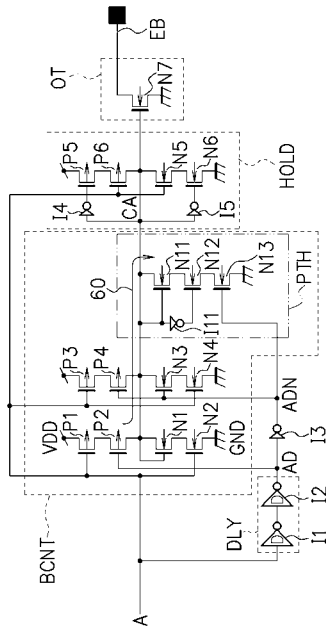 EB
OT
N7
P5
P6
I4
CA
N5
N6
I5
HOLD
60
N11
N12
N13
I11
PTH
P3
P4
N3
N4
VDD
P1
P2
N1
N2
GND
BCNT
ADN
I3
AD
DLY
I2
I1
A